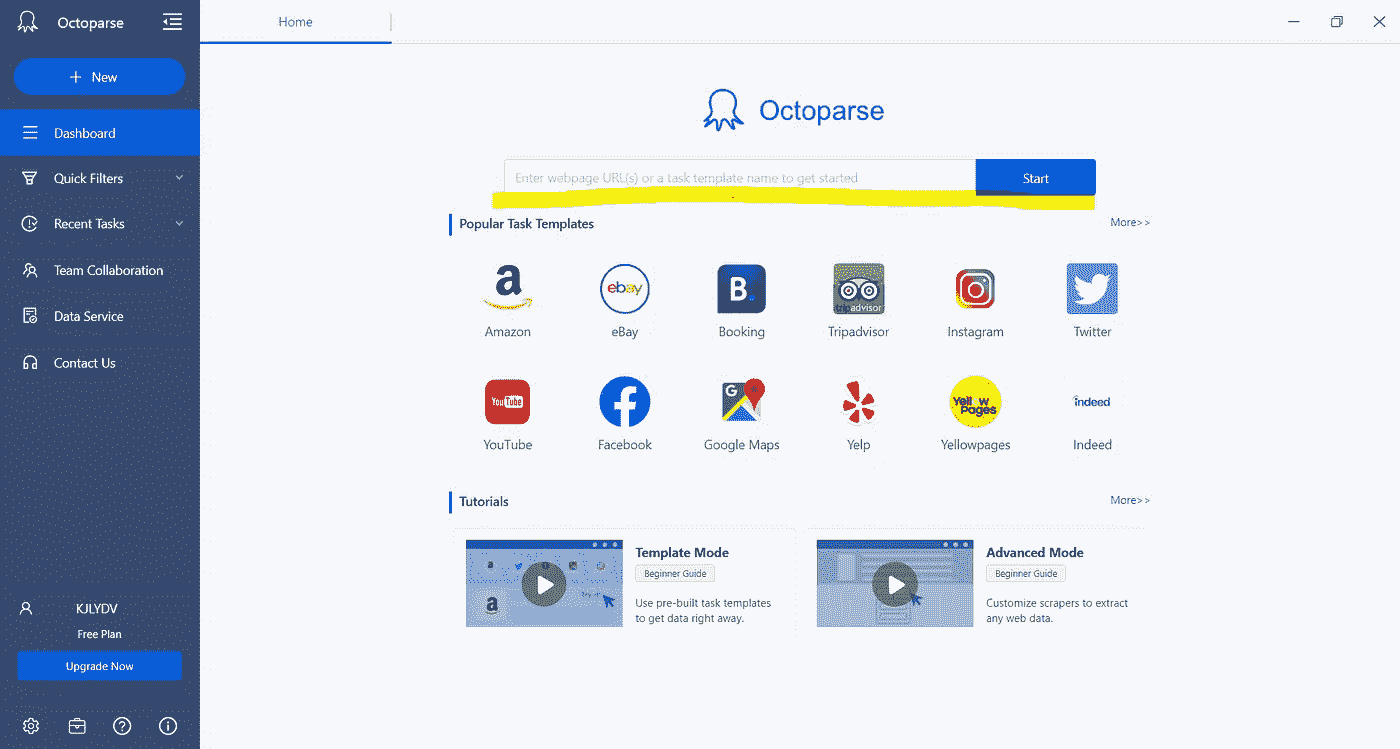 Octoparse
Home
+ New
Dashboard
Quick Filters
Recent Tasks
Team Collaboration
Data Service
Contact Us
KJLYDV
Free Plan
Upgrade Now
Octoparse
Enter webpage URL(s) or a task template name to get started
Start
Popular Task Templates
More>>
a
ebay
B.
tripadvisor
Amazon
eBay
Booking
Tripadvisor
Instagram
Twitter
YouTube
G
Yellow Pages
indeed
YouTube
Facebook
Google Maps
Yelp
Yellowpages
Indeed
Tutorials
More>>
Template Mode
Beginner Guide
Use pre-built task templates
to get data right away.
Advanced Mode
Beginner Guide
Customize scrapers to extract
any web data.